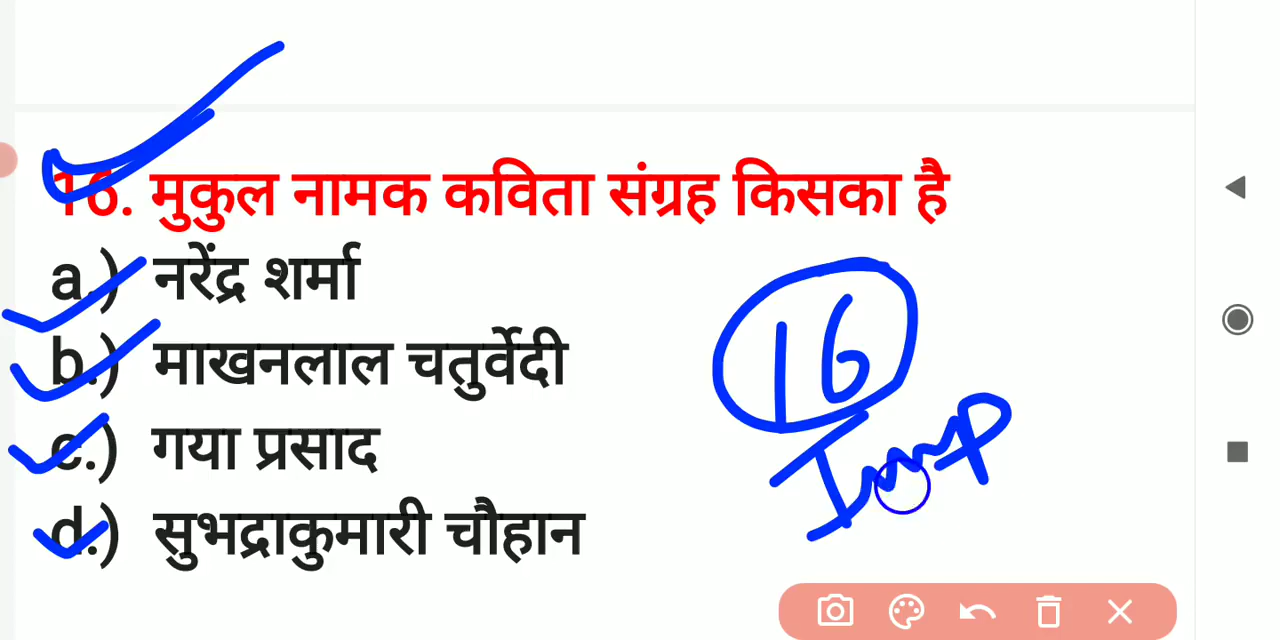 16. मुकुल नामक कविता संग्रह किसका है
a.) नरेंद्र शर्मा
b.) माखनलाल चतुर्वेदी
c.) गया प्रसाद
d.) सुभद्राकुमारी चौहान
16
Imp